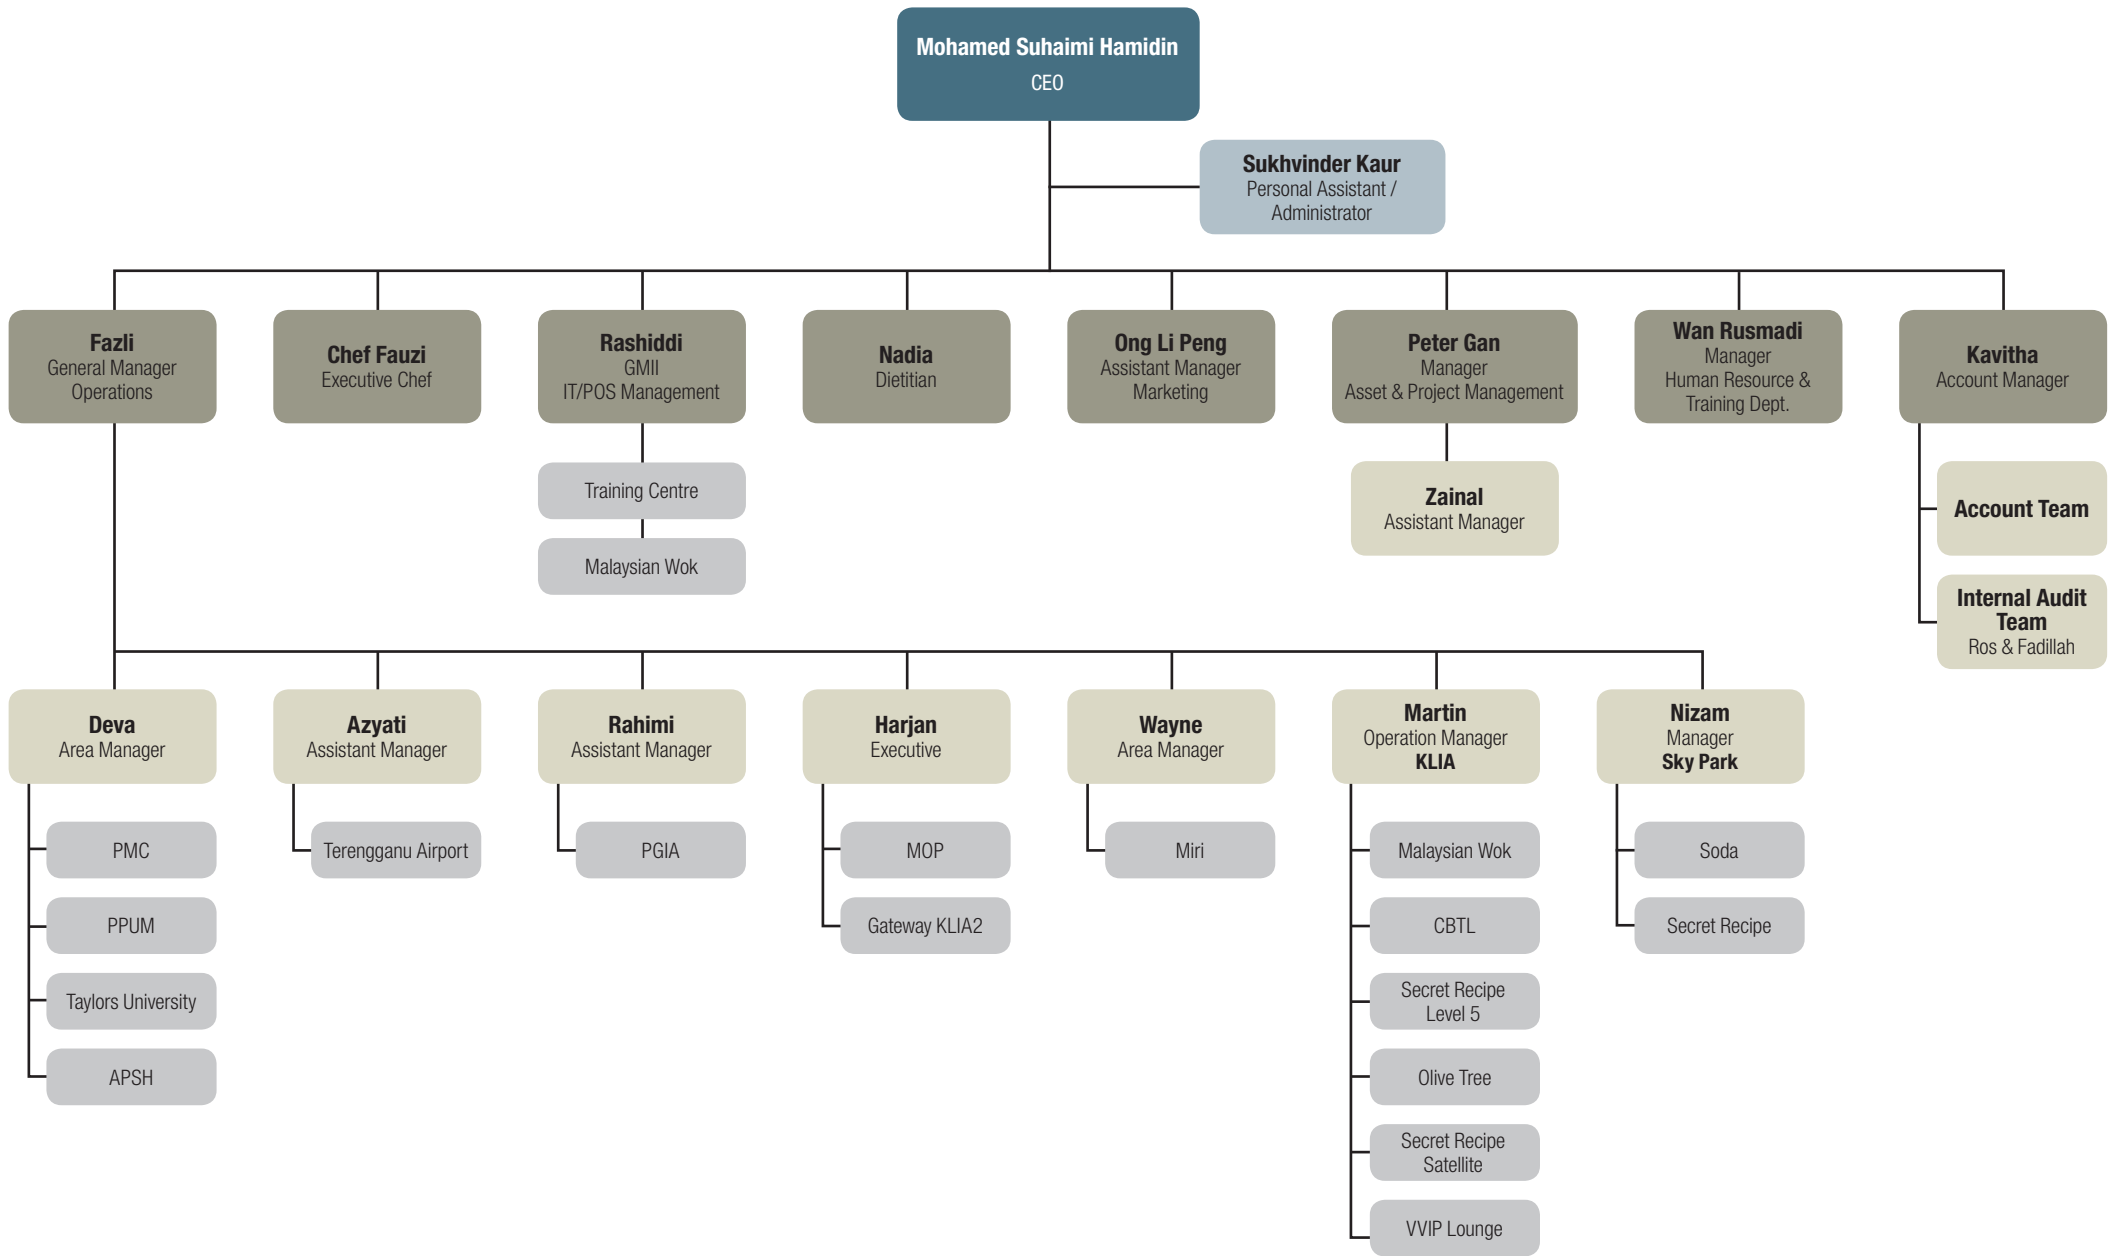 Mohamed Suhaimi Hamidin
CEO
Sukhvinder Kaur
Personal Assistant /
Administrator
Fazli
General Manager
Operations
Chef Fauzi
Executive Chef
Rashiddi
GMII
IT/POS Management
Nadia
Dietitian
Ong Li Peng
Assistant Manager
Marketing
Peter Gan
Manager
Asset & Project Management
Wan Rusmadi
Manager
Human Resource &
Training Dept.
Kavitha
Account Manager
Training Centre
Malaysian Wok
Zainal
Assistant Manager
Account Team
Internal Audit
Team
Ros & Fadillah
Deva
Area Manager
PMC
PPUM
Taylors University
APSH
Azyati
Assistant Manager
Terengganu Airport
Rahimi
Assistant Manager
PGIA
Harjan
Executive
MOP
Gateway KLIA2
Wayne
Area Manager
Miri
Martin
Operation Manager
KLIA
Malaysian Wok
CBTL
Secret Recipe
Level 5
Olive Tree
Secret Recipe
Satellite
VVIP Lounge
Nizam
Manager
Sky Park
Soda
Secret Recipe